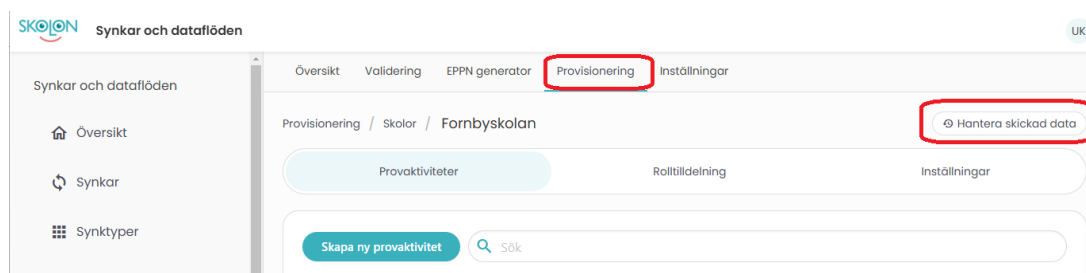 SKOLON Synkar och dataflöden UK
Översikt Validering EPPN generator Provisionering Inställningar
Synkar och dataflöden
Provisionering / Skolor / Fornbyskolan Hantera skickad data
Översikt
Provaktiviteter Rolltilldelning Inställningar
Synkar
Synktyper
Skapa ny provaktivitet Sök